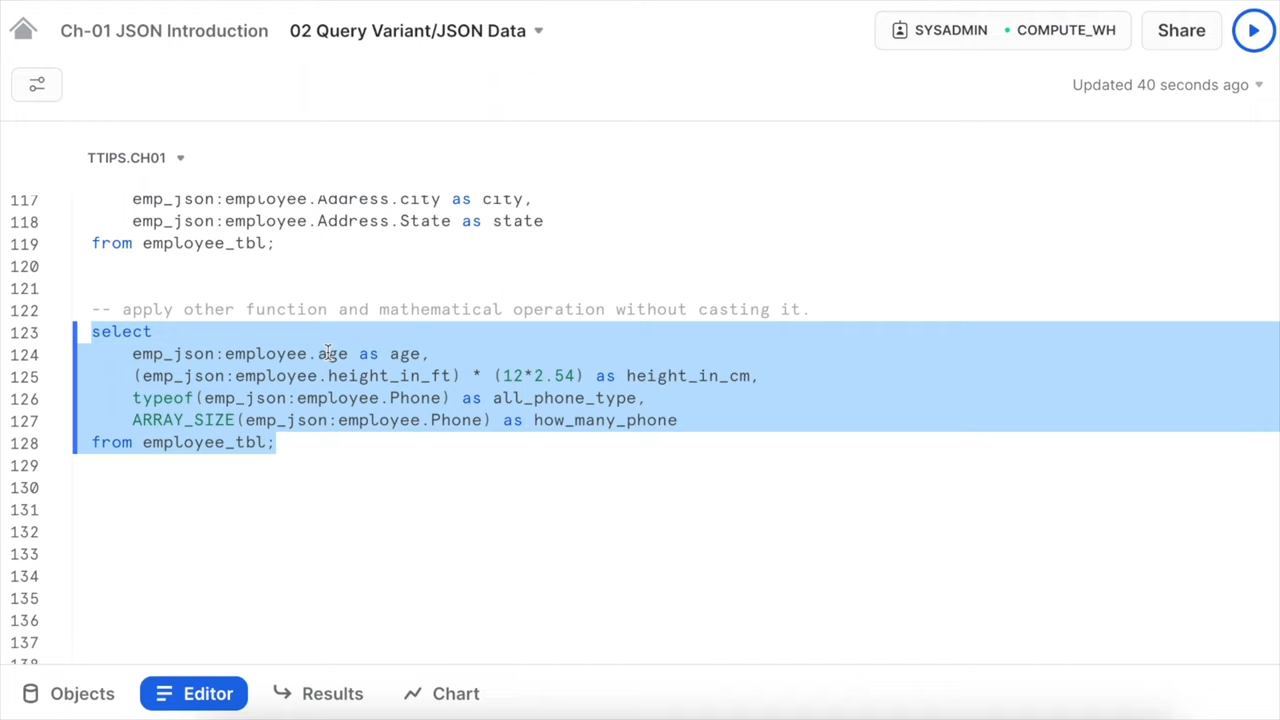 Ch-01 JSON Introduction 02 Query Variant/JSON Data SYSADMIN COMPUTE_WH Share
Updated 40 seconds ago
TTIPS.CH01
117 emp_json:employee.Address.city as city,
118 emp_json:employee.Address.State as state
119 from employee_tbl;
120
121
122 -- apply other function and mathematical operation without casting it.
123 select
124 emp_json:employee.age as age,
125 (emp_json:employee.height_in_ft) * (12*2.54) as height_in_cm,
126 typeof(emp_json:employee.Phone) as all_phone_type,
127 ARRAY_SIZE(emp_json:employee.Phone) as how_many_phone
128 from employee_tbl;
129
130
131
132
133
134
135
136
137
138
Objects Editor Results Chart